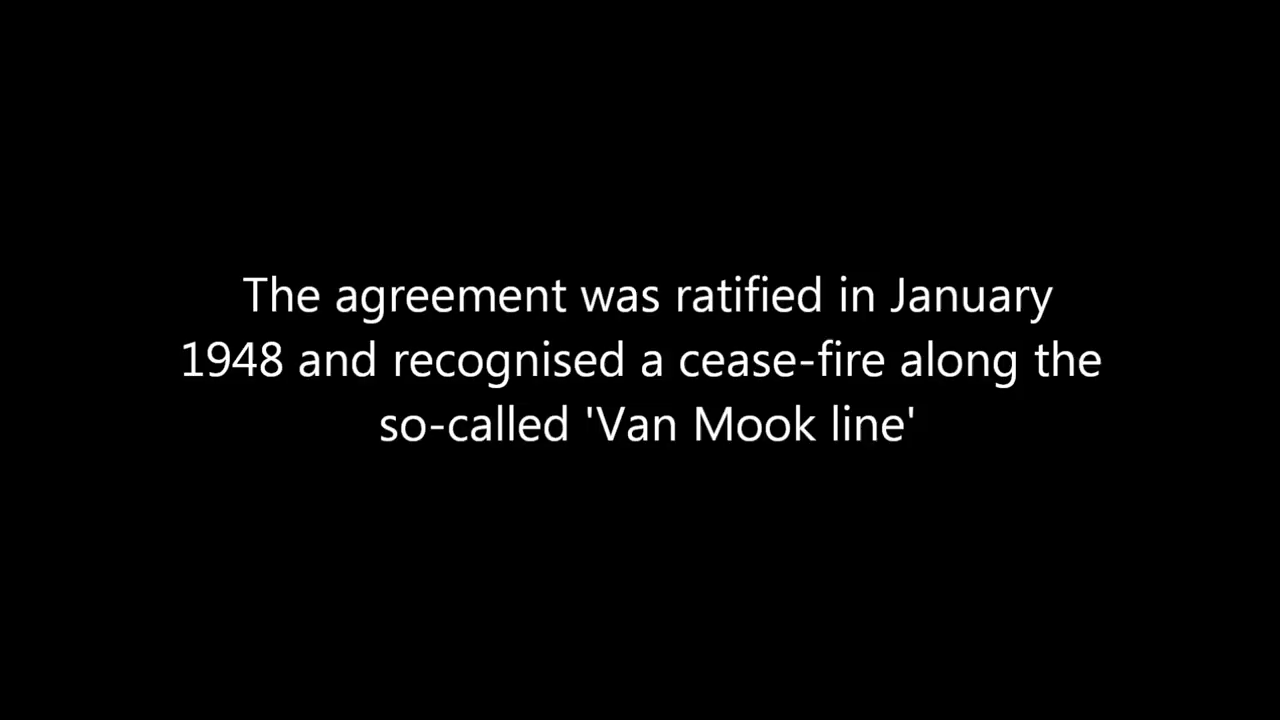 The agreement was ratified in January
1948 and recognised a cease-fire along the
so-called 'Van Mook line'